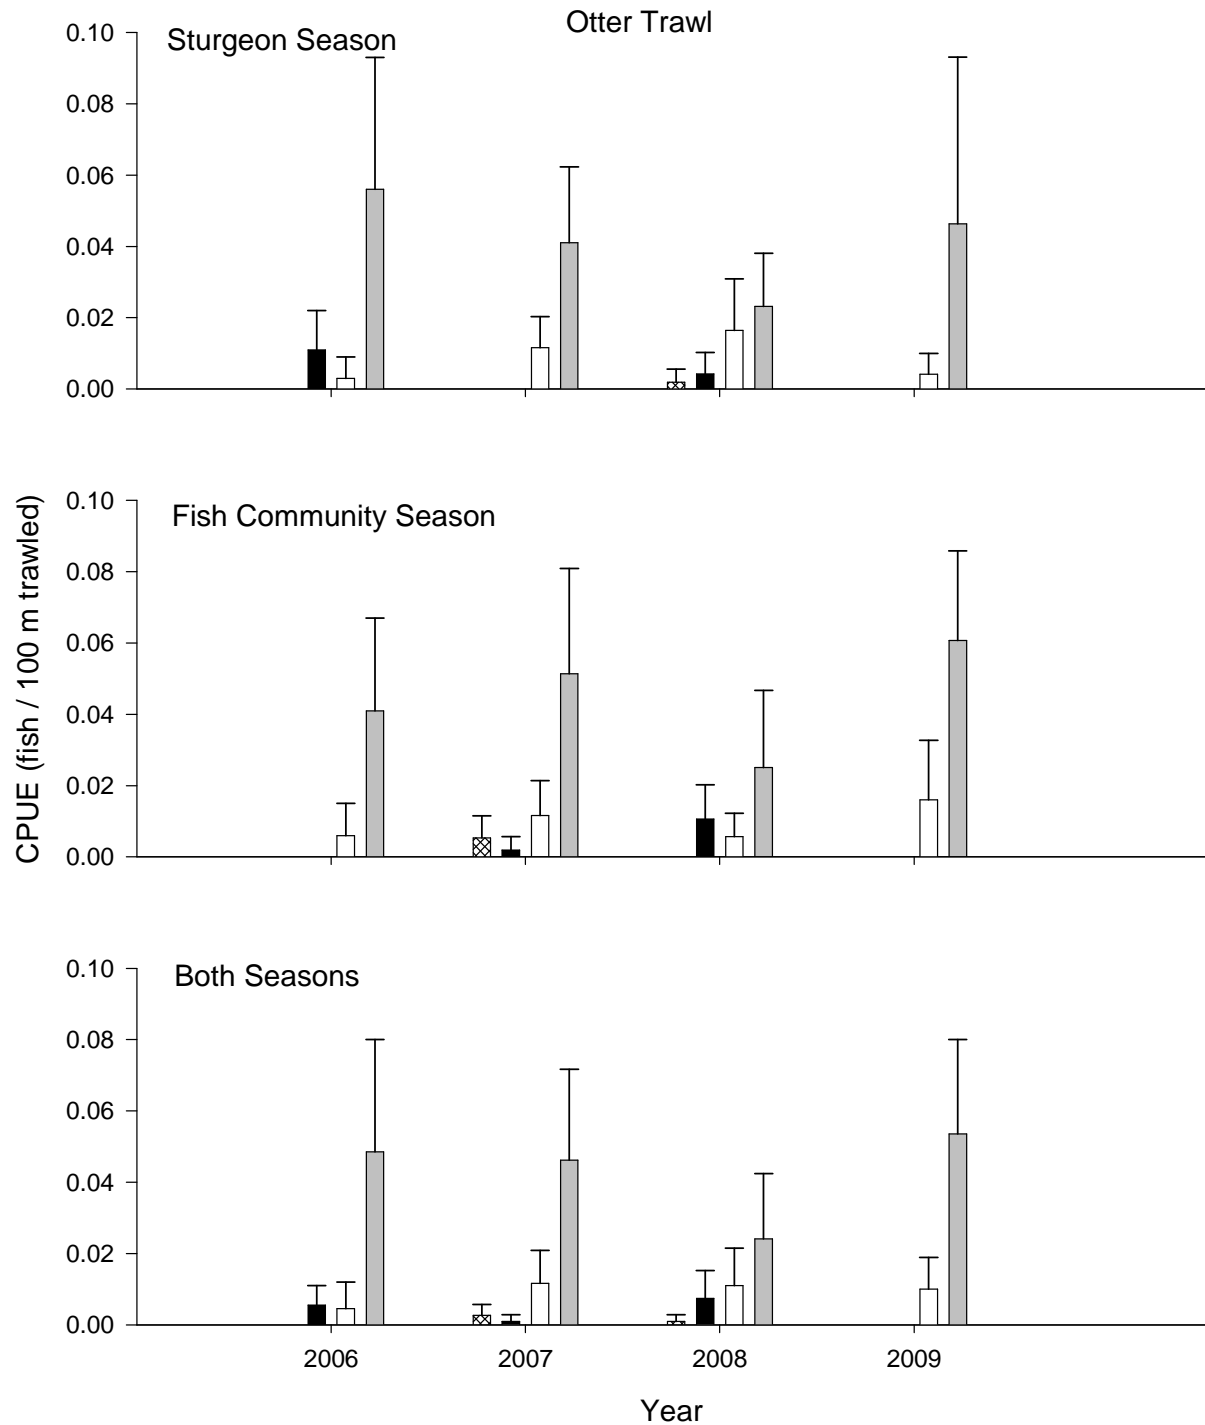 Otter Trawl
Sturgeon Season
0.10
0.08
0.06
0.04
0.02
0.00
Fish Community Season
0.10
0.08
0.06
0.04
0.02
0.00
CPUE (fish / 100 m trawled)
Both Seasons
0.10
0.08
0.06
0.04
0.02
0.00
2006 2007 2008 2009
Year